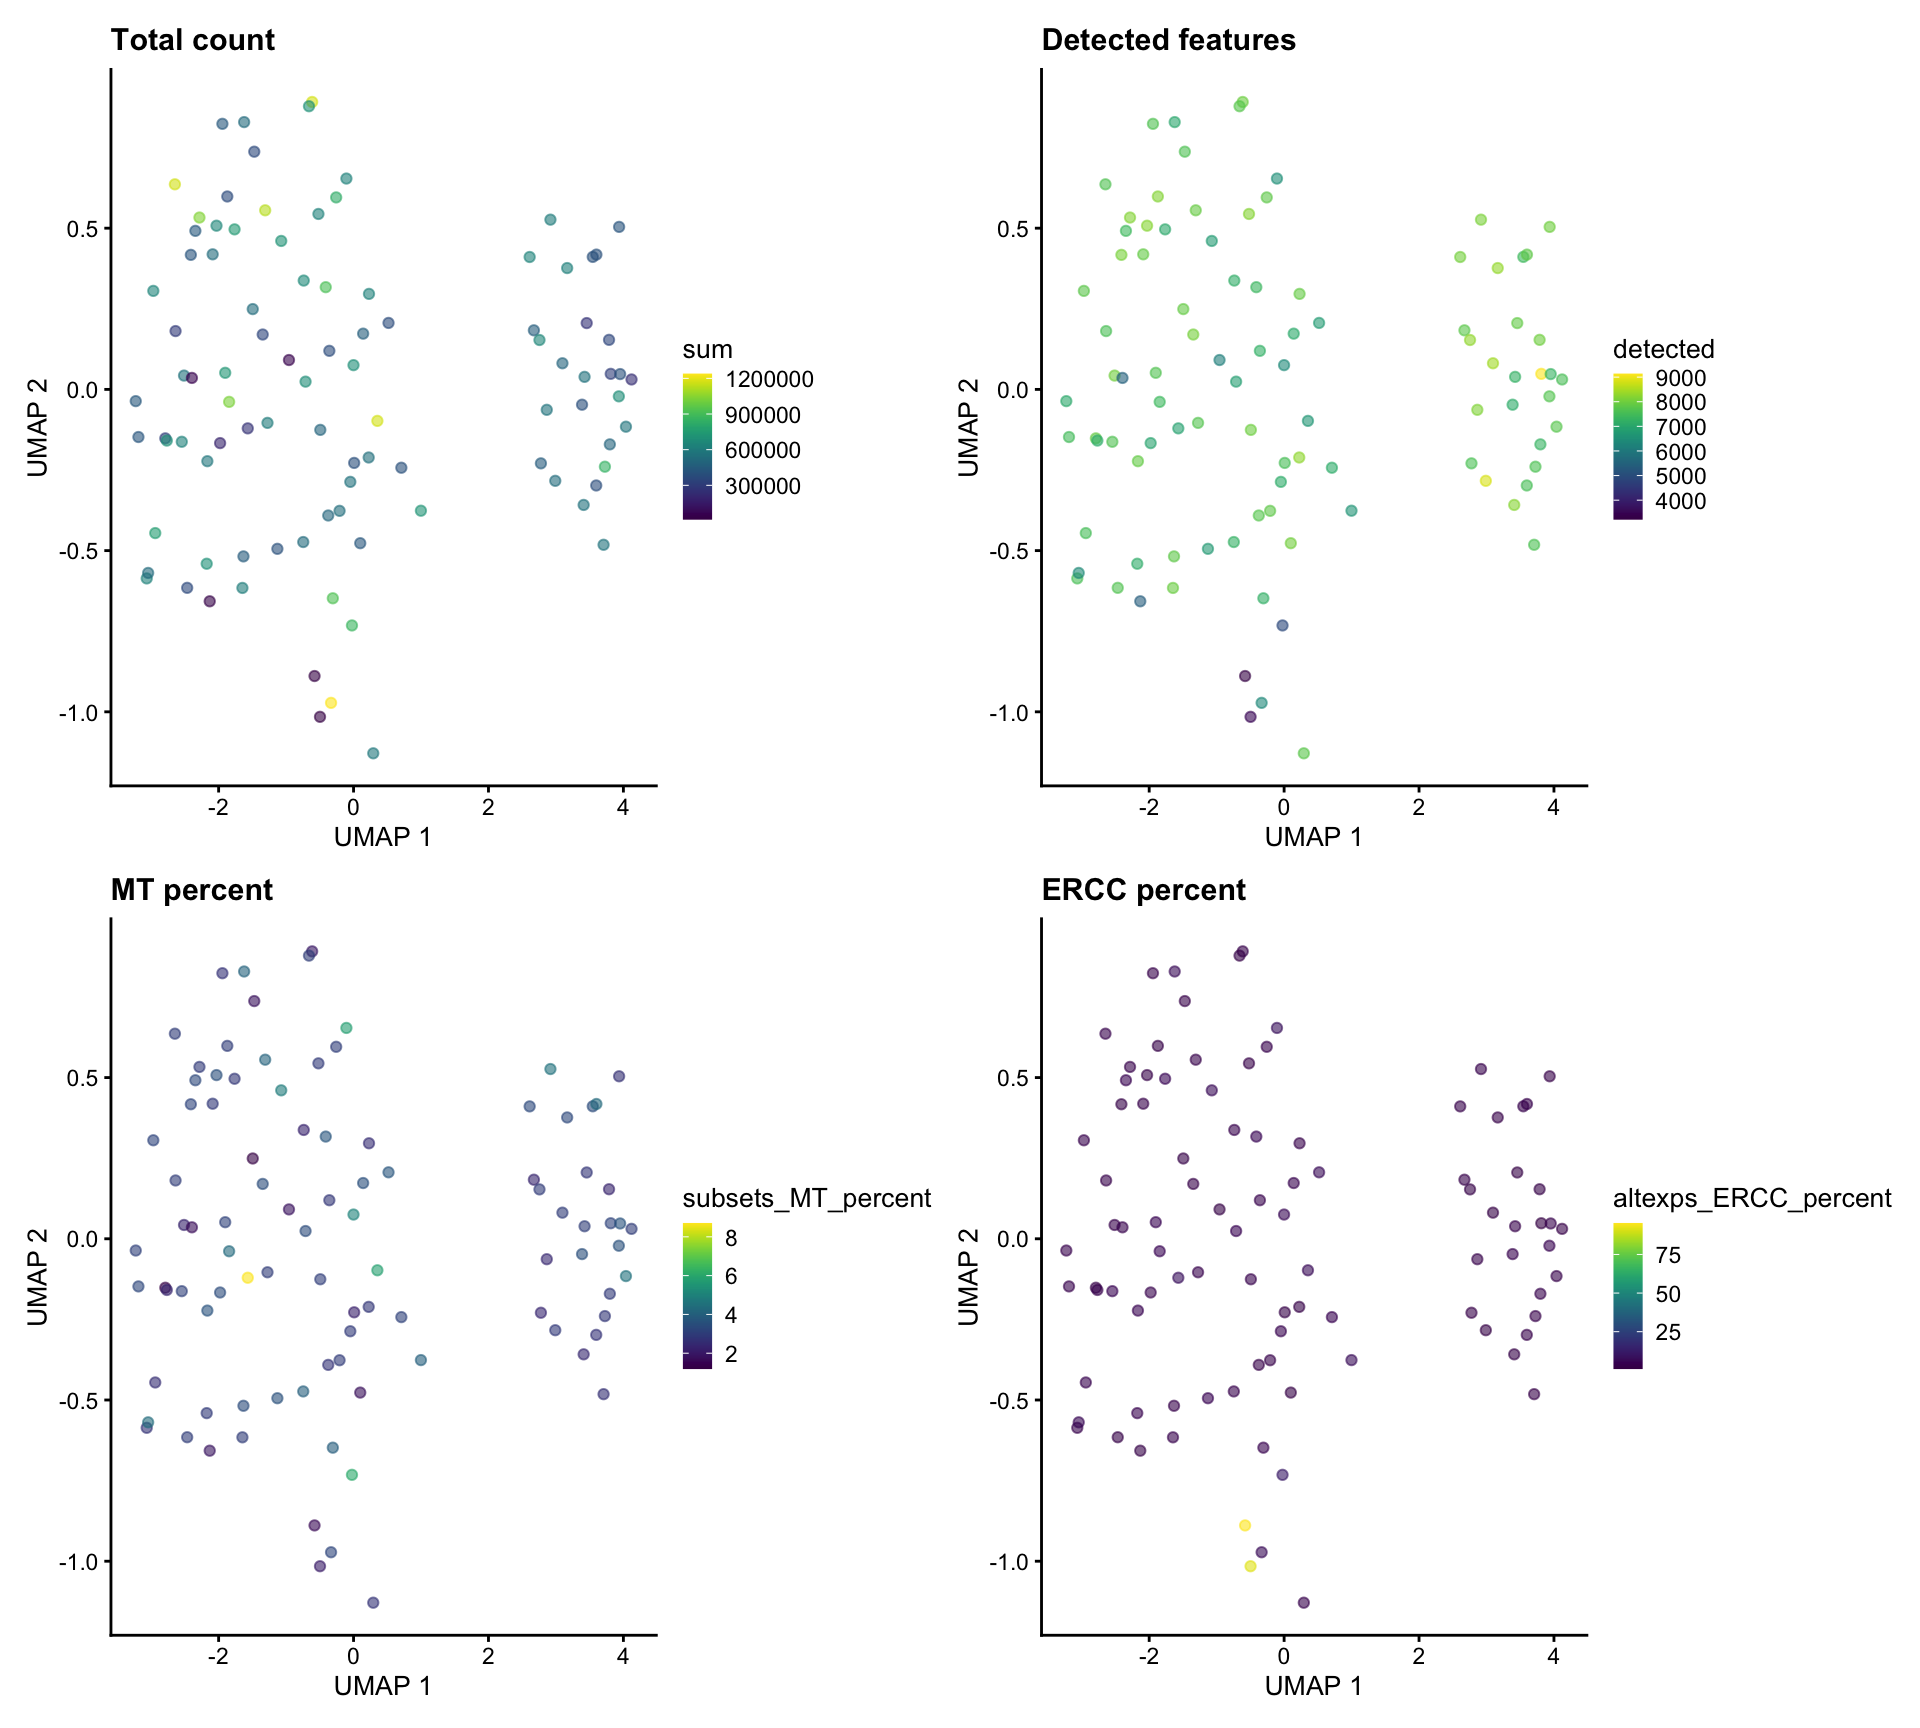 Total count
UMAP 2
0.5
0.0
-0.5
-1.0
-2 0 2 4
UMAP 1
sum
1200000
900000
600000
300000
Detected features
UMAP 2
0.5
0.0
-0.5
-1.0
-2 0 2 4
UMAP 1
detected
9000
8000
7000
6000
5000
4000
MT percent
UMAP 2
0.5
0.0
-0.5
-1.0
-2 0 2 4
UMAP 1
subsets_MT_percent
8
6
4
2
ERCC percent
UMAP 2
0.5
0.0
-0.5
-1.0
-2 0 2 4
UMAP 1
altexps_ERCC_percent
75
50
25